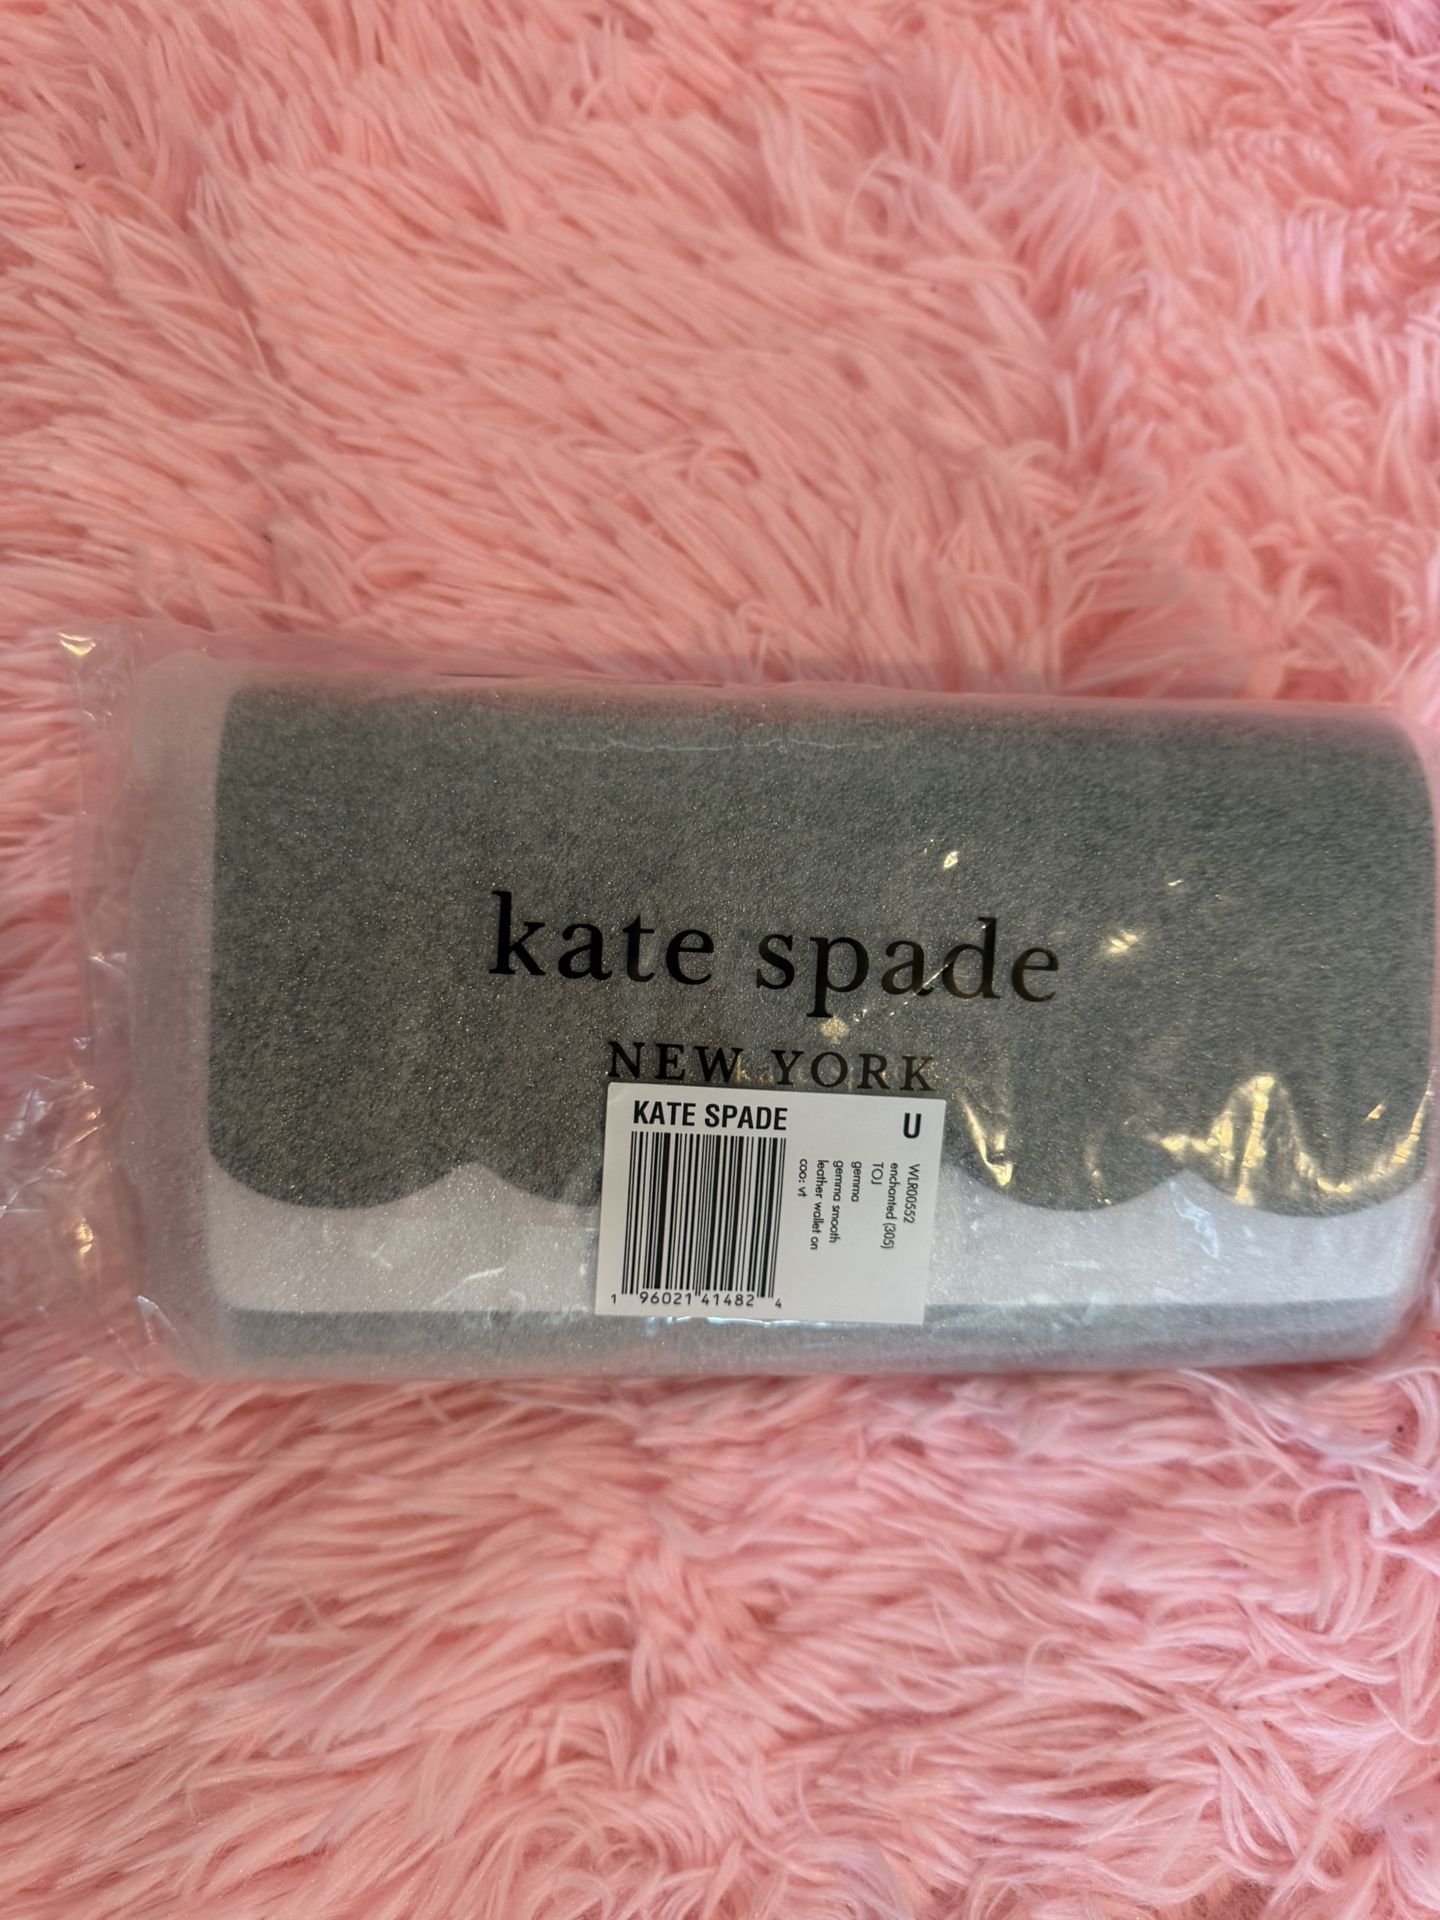 kate spade
NEW YORK
KATE SPADE
U
WLR00552
enchanted (305)
TOJ
gemma
gemma smooth
leather wallet on
coo: vt
1 96021 41482 4